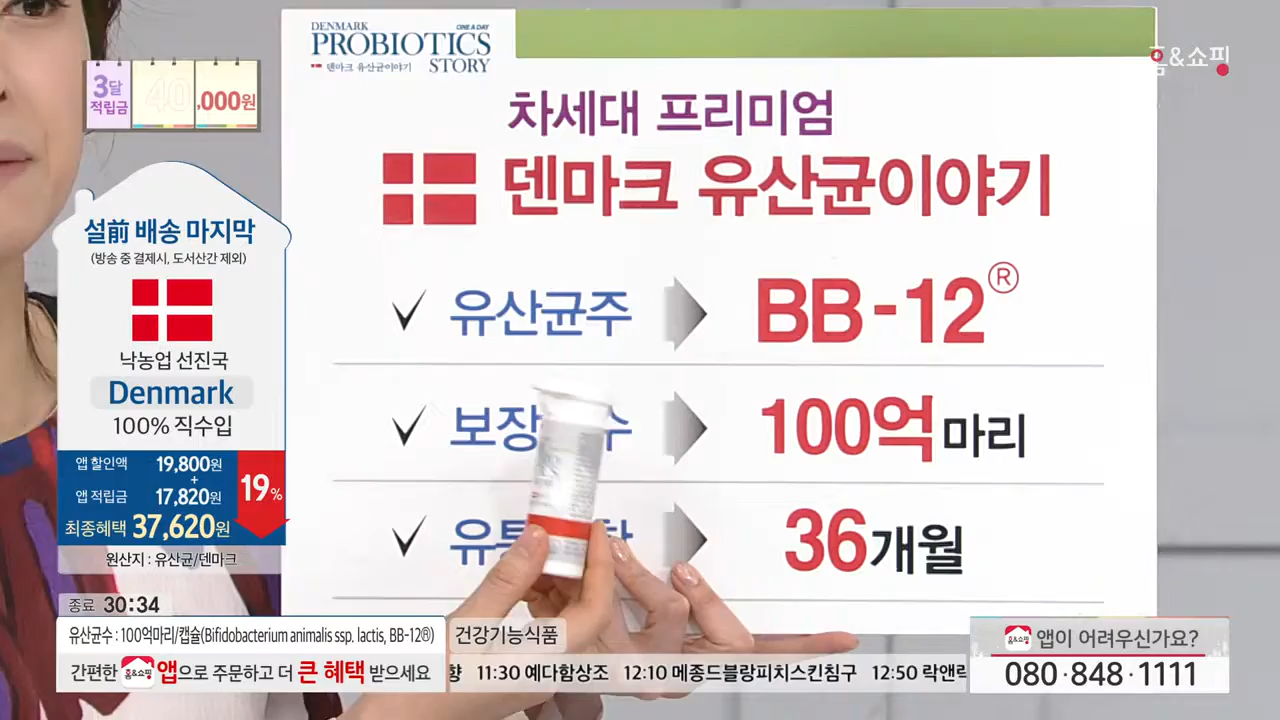 DENMARK
ONE A DAY
PROBIOTICS
덴마크 유산균이야기 STORY
홈&쇼핑
3달
적립금
40,000원
차세대 프리미엄
덴마크 유산균이야기
유산균주 BB-12®
보장 수 100억 마리
유통 36개월
설前 배송 마지막
(방송 중 결제시, 도서산간 제외)
낙농업 선진국
Denmark
100% 직수입
앱 할인액 19,800원
+
앱 적립금 17,820원
최종혜택 37,620원
19%
원산지 : 유산균/덴마크
종료 30:34
유산균수 : 100억마리/캡슐(Bifidobacterium animalis ssp. lactis, BB-12®)
건강기능식품
간편한 홈&쇼핑 앱으로 주문하고 더 큰 혜택 받으세요
향 11:30 예다함상조 12:10 메종드블랑피치스킨침구 12:50 락앤락
홈&쇼핑 앱이 어려우신가요?
080·848·1111